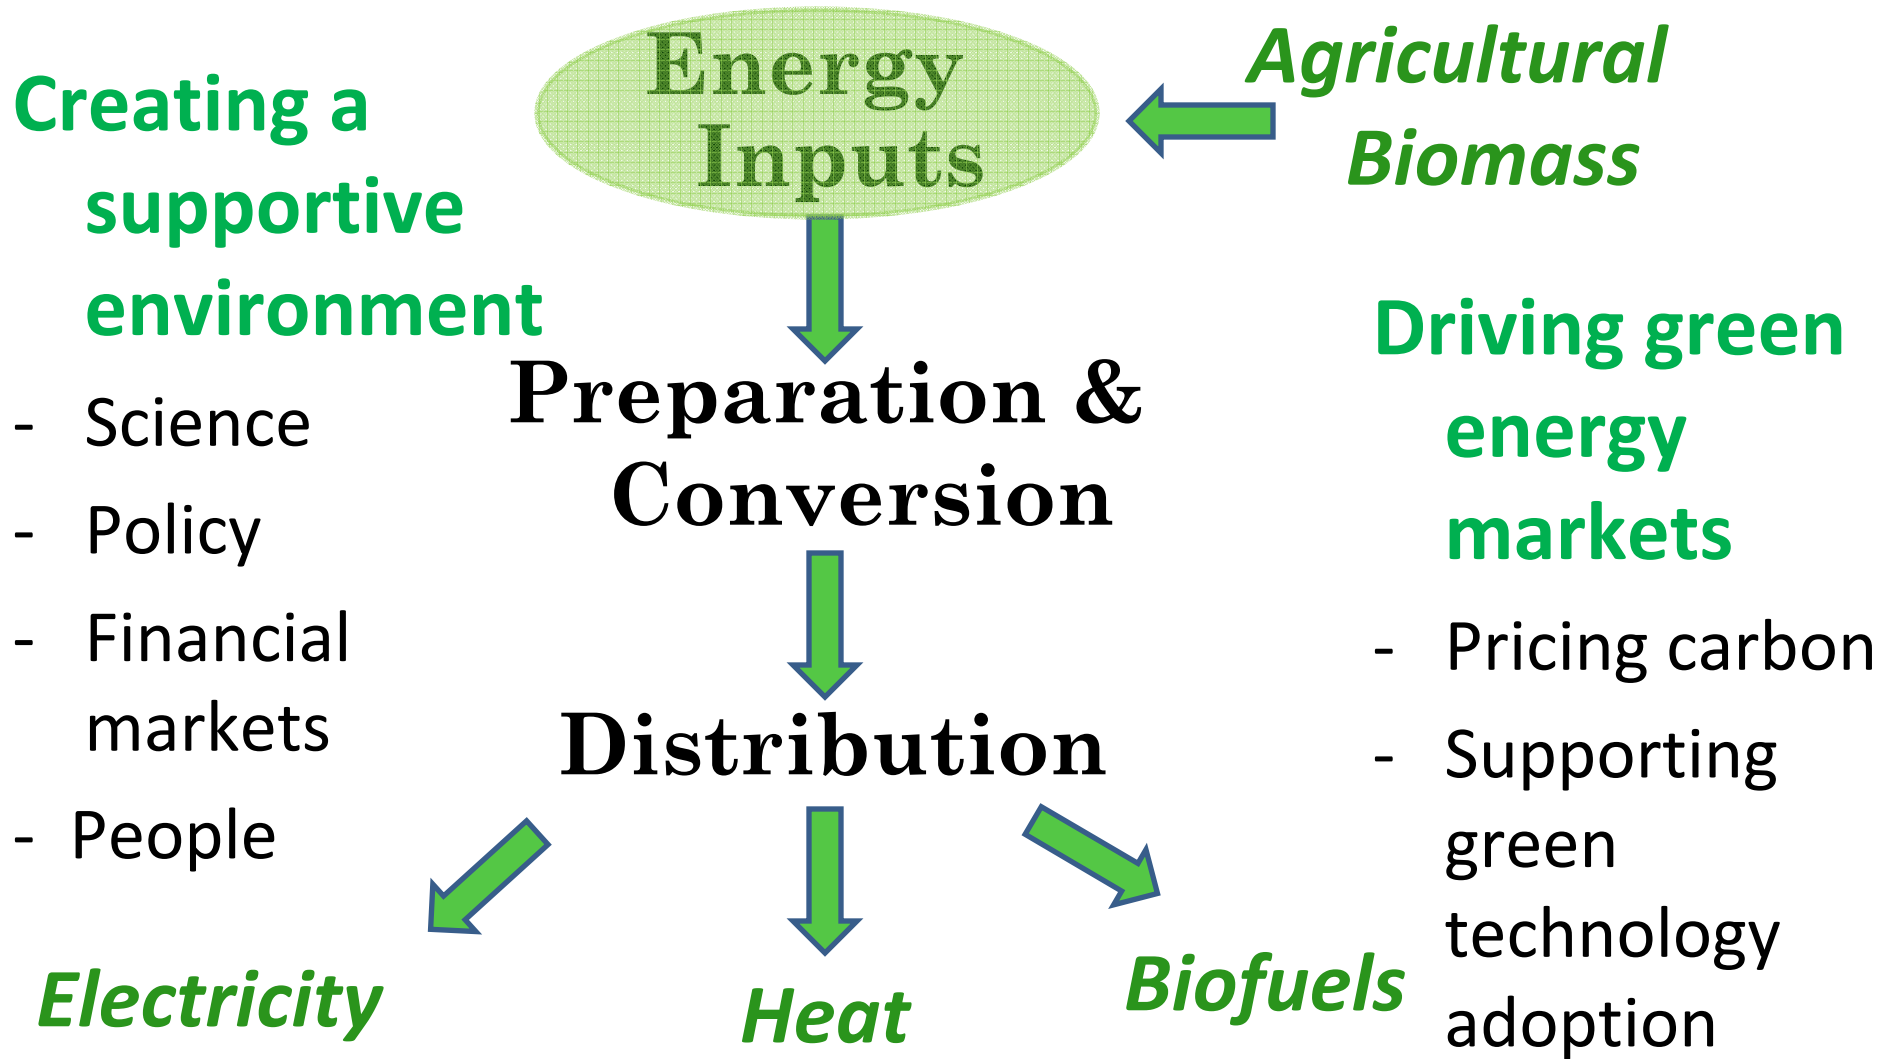 Energy
Inputs
Agricultural
Biomass
Creating a
supportive
environment
- Science
- Policy
- Financial
markets
- People
Preparation &
Conversion
Distribution
Driving green
energy
markets
- Pricing carbon
- Supporting
green
technology
adoption
Electricity
Heat
Biofuels